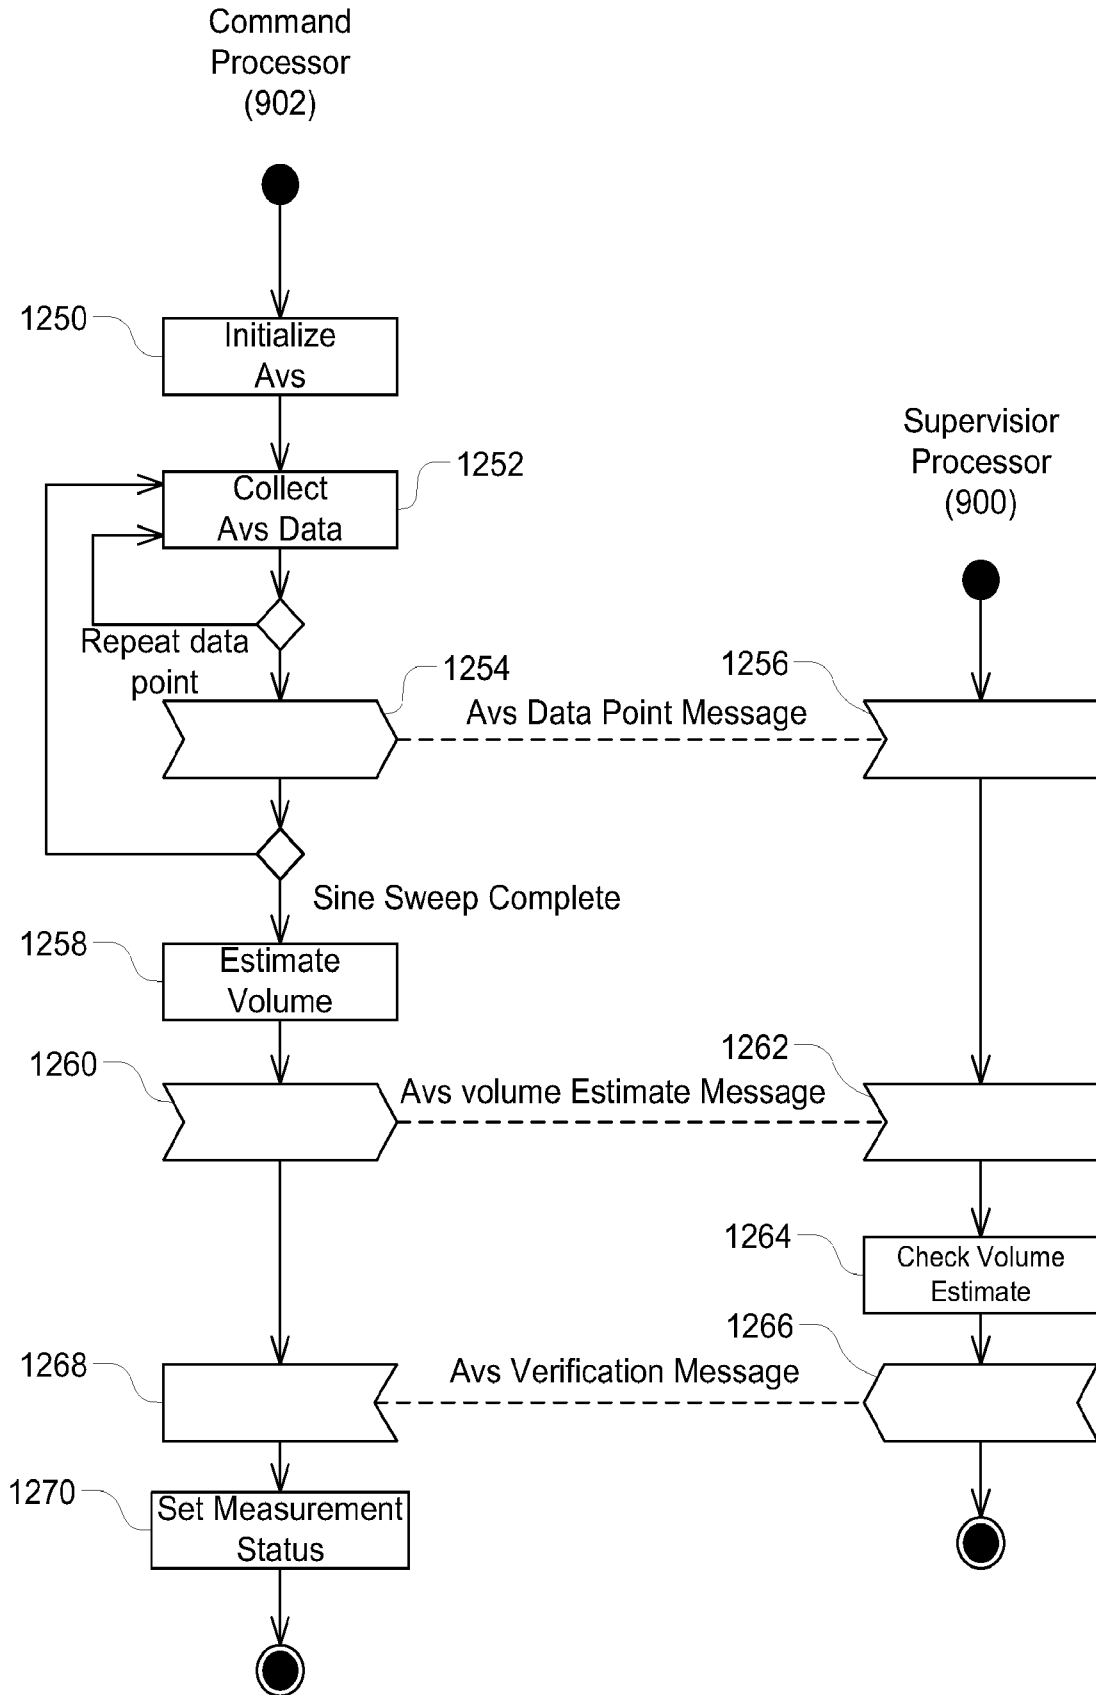 Command
Processor
(902)
1250
Initialize
Avs
Supervisior
Processor
(900)
1252
Collect
Avs Data
Repeat data
point
1254
1256
Avs Data Point Message
Sine Sweep Complete
1258
Estimate
Volume
1260
1262
Avs volume Estimate Message
1264
Check Volume
Estimate
1266
1268
Avs Verification Message
1270
Set Measurement
Status